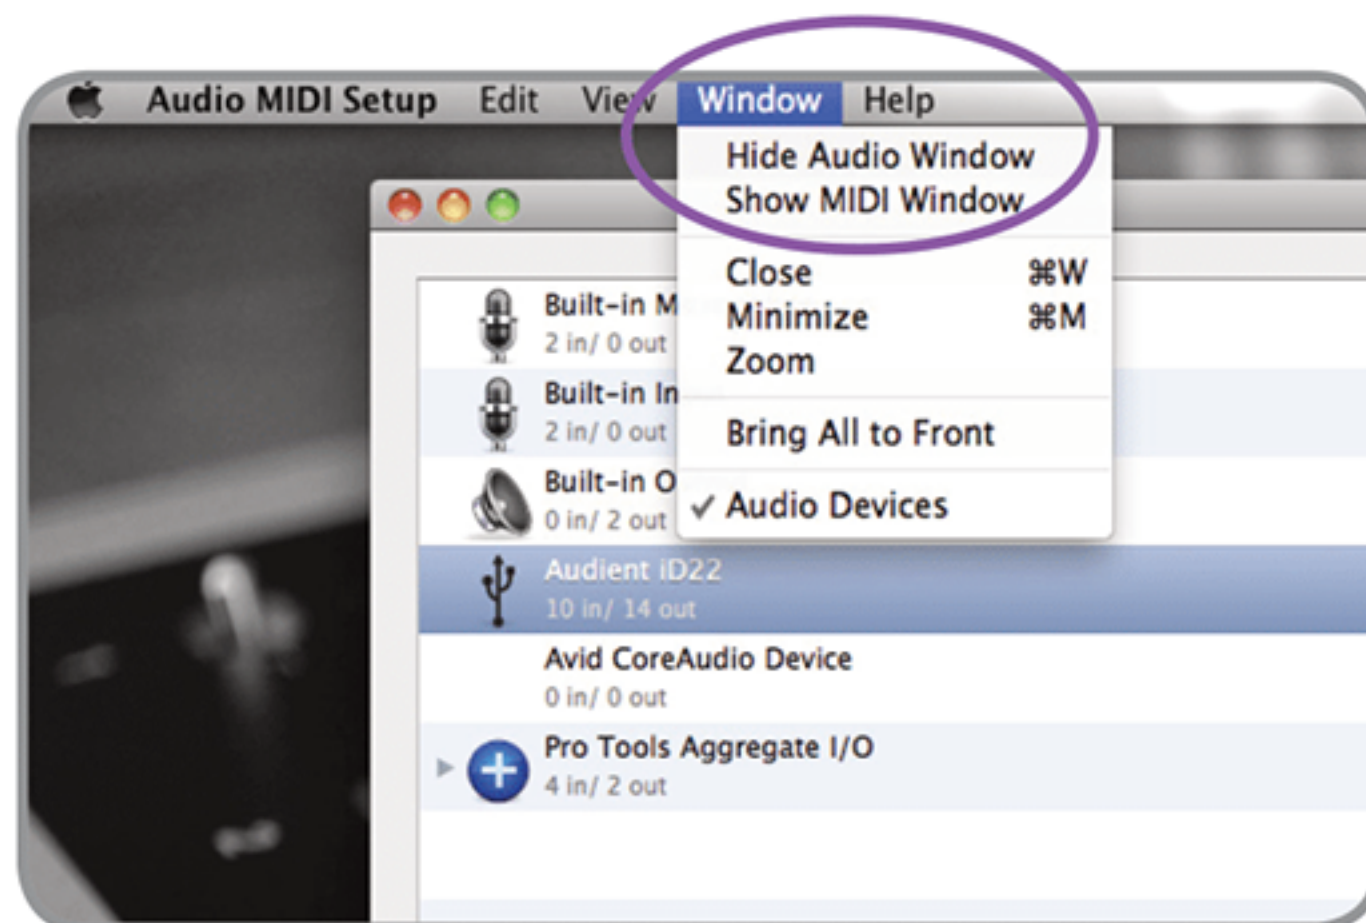 Audio MIDI Setup Edit View Window Help
Hide Audio Window
Show MIDI Window
Close ⌘W
Minimize ⌘M
Zoom
Bring All to Front
✓ Audio Devices
Built-in
2 in/ 0 out
Built-in
2 in/ 0 out
Built-in
0 in/ 2 out
Audient iD22
10 in/ 14 out
Avid CoreAudio Device
0 in/ 0 out
Pro Tools Aggregate I/O
4 in/ 2 out